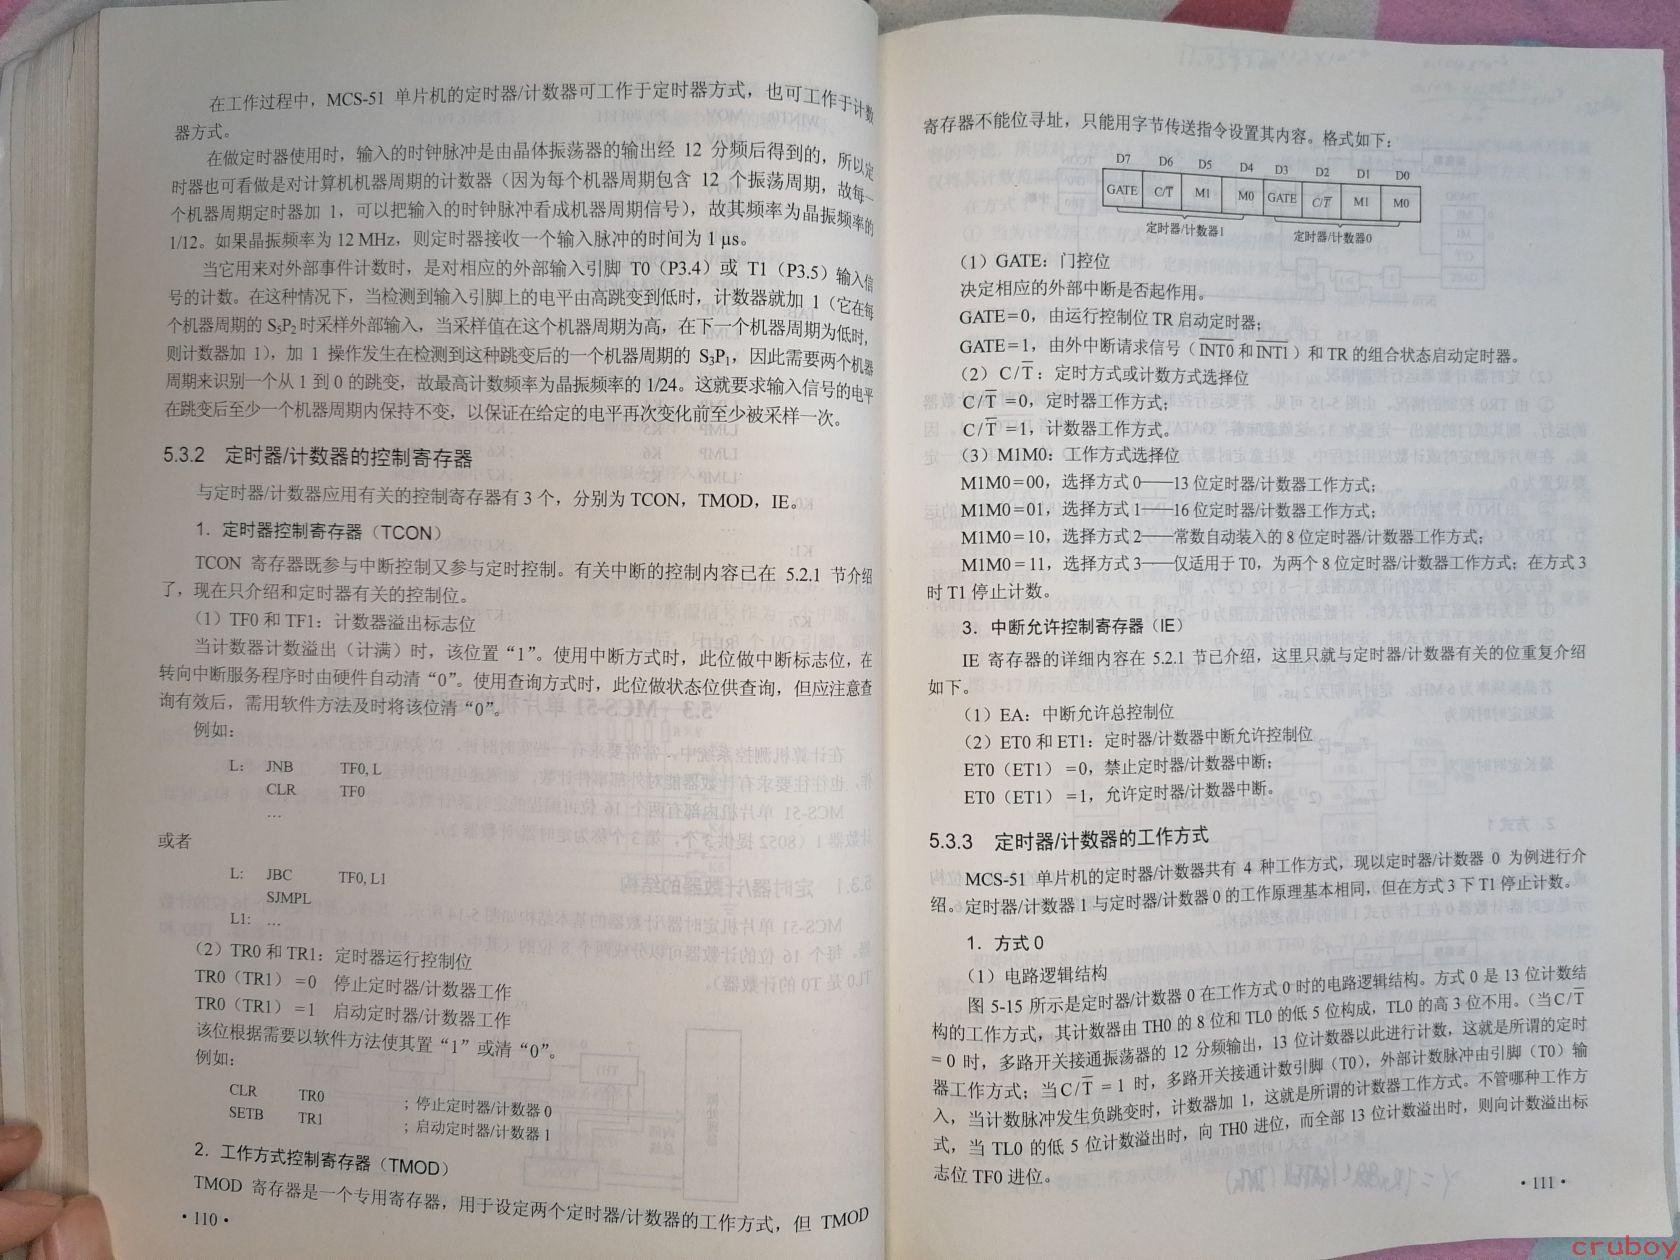 在工作过程中，MCS-51 单片机的定时器/计数器可工作于定时器方式，也可工作于计数
器方式。
在做定时器使用时，输入的时钟脉冲是由晶体振荡器的输出经 12 分频后得到的，所以定
时器也可看做是对计算机机器周期的计数器（因为每个机器周期包含 12 个振荡周期，故每一
个机器周期定时器加 1，可以把输入的时钟脉冲看成机器周期信号），故其频率为晶振频率的
1/12。如果晶振频率为 12 MHz，则定时器接收一个输入脉冲的时间为 1 μs。
当它用来对外部事件计数时，是对相应的外部输入引脚 T0（P3.4）或 T1（P3.5）输入信
号的计数。在这种情况下，当检测到输入引脚上的电平由高跳变到低时，计数器就加 1（它在每
个机器周期的 S₅P₂ 时采样外部输入，当采样值在这个机器周期为高，在下一个机器周期为低时，
则计数器加 1），加 1 操作发生在检测到这种跳变后的一个机器周期的 S₃P₁，因此需要两个机器
周期来识别一个从 1 到 0 的跳变，故最高计数频率为晶振频率的 1/24。这就要求输入信号的电平
在跳变后至少一个机器周期内保持不变，以保证在给定的电平再次变化前至少被采样一次。
5.3.2 定时器/计数器的控制寄存器
与定时器/计数器应用有关的控制寄存器有 3 个，分别为 TCON，TMOD，IE。
1．定时器控制寄存器（TCON）
TCON 寄存器既参与中断控制又参与定时控制。有关中断的控制内容已在 5.2.1 节介绍
了，现在只介绍和定时器有关的控制位。
（1）TF0 和 TF1：计数器溢出标志位
当计数器计数溢出（计满）时，该位置“1”。使用中断方式时，此位做中断标志位，在
转向中断服务程序时由硬件自动清“0”。使用查询方式时，此位做状态位供查询，但应注意查
询有效后，需用软件方法及时将该位清“0”。
例如：
L: JNB TF0, L
CLR TF0
…
或者
L: JBC TF0, L1
SJMPL
L1: …
（2）TR0 和 TR1：定时器运行控制位
TR0（TR1）=0 停止定时器/计数器工作
TR0（TR1）=1 启动定时器/计数器工作
该位根据需要以软件方法使其置“1”或清“0”。
例如：
CLR TR0 ；停止定时器/计数器 0
SETB TR1 ；启动定时器/计数器 1
2．工作方式控制寄存器（TMOD）
TMOD 寄存器是一个专用寄存器，用于设定两个定时器/计数器的工作方式，但 TMOD
·110·
寄存器不能位寻址，只能用字节传送指令设置其内容。格式如下：
D7 D6 D5 D4 D3 D2 D1 D0
GATE C/T̅ M1 M0 GATE C/T̅ M1 M0
定时器/计数器1 定时器/计数器0
（1）GATE：门控位
决定相应的外部中断是否起作用。
GATE=0，由运行控制位 TR 启动定时器；
GATE=1，由外中断请求信号（I̅N̅T̅0̅ 和 I̅N̅T̅1̅）和 TR 的组合状态启动定时器。
（2）C/T̅：定时方式或计数方式选择位
C/T̅ =0，定时器工作方式；
C/T̅ =1，计数器工作方式。
（3）M1M0：工作方式选择位
M1M0=00，选择方式 0——13 位定时器/计数器工作方式；
M1M0=01，选择方式 1——16 位定时器/计数器工作方式；
M1M0=10，选择方式 2——常数自动装入的 8 位定时器/计数器工作方式；
M1M0=11，选择方式 3——仅适用于 T0，为两个 8 位定时器/计数器工作方式；在方式 3
时 T1 停止计数。
3．中断允许控制寄存器（IE）
IE 寄存器的详细内容在 5.2.1 节已介绍，这里只就与定时器/计数器有关的位重复介绍
如下。
（1）EA：中断允许总控制位
（2）ET0 和 ET1：定时器/计数器中断允许控制位
ET0（ET1）=0，禁止定时器/计数器中断；
ET0（ET1）=1，允许定时器/计数器中断。
5.3.3 定时器/计数器的工作方式
MCS-51 单片机的定时器/计数器共有 4 种工作方式，现以定时器/计数器 0 为例进行介
绍。定时器/计数器 1 与定时器/计数器 0 的工作原理基本相同，但在方式 3 下 T1 停止计数。
1．方式 0
（1）电路逻辑结构
图 5-15 所示是定时器/计数器 0 在工作方式 0 时的电路逻辑结构。方式 0 是 13 位计数结
构的工作方式，其计数器由 TH0 的 8 位和 TL0 的低 5 位构成，TL0 的高 3 位不用。（当 C/T̅
= 0 时，多路开关接通振荡器的 12 分频输出，13 位计数器以此进行计数，这就是所谓的定时
器工作方式；当 C/T̅ = 1 时，多路开关接通计数引脚（T0），外部计数脉冲由引脚（T0）输
入，当计数脉冲发生负跳变时，计数器加 1，这就是所谓的计数器工作方式。不管哪种工作方
式，当 TL0 的低 5 位计数溢出时，向 TH0 进位，而全部 13 位计数溢出时，则向计数溢出标
志位 TF0 进位。
·111·
cruboy